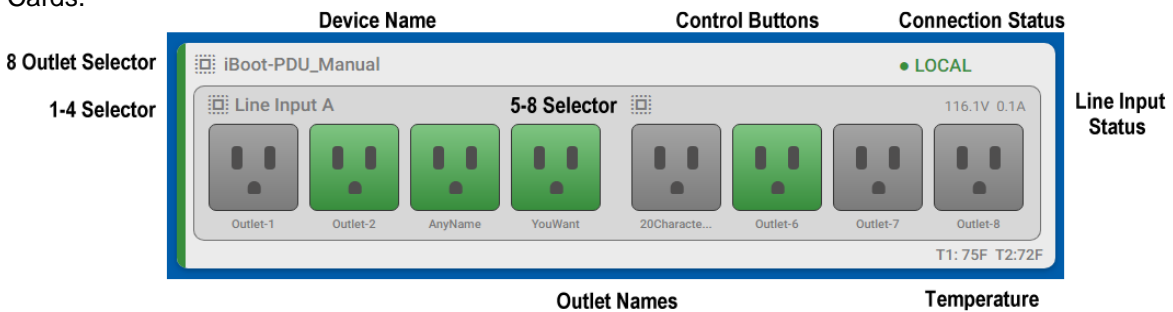 Cards:
Device Name Control Buttons Connection Status
8 Outlet Selector iBoot-PDU_Manual • LOCAL
1-4 Selector Line Input A 5-8 Selector 116.1V 0.1A Line Input
Status
Outlet-1 Outlet-2 AnyName YouWant 20Characte... Outlet-6 Outlet-7 Outlet-8
T1: 75F T2:72F
Outlet Names Temperature